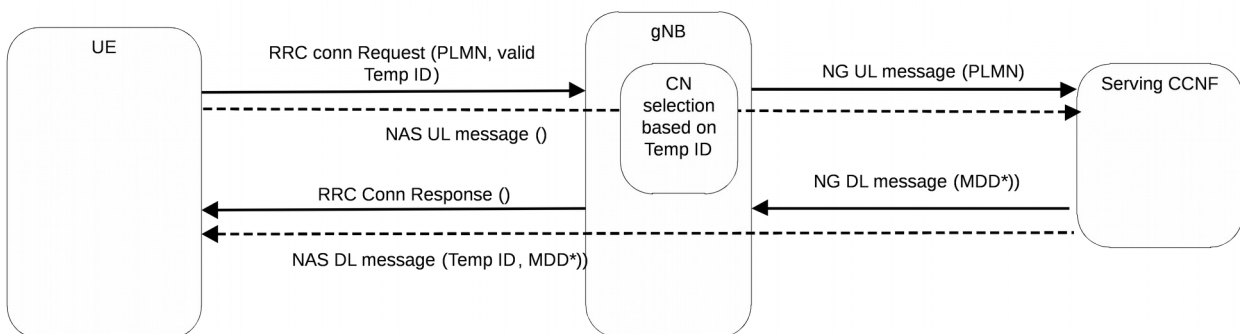 UE
gNB
RRC conn Request (PLMN, valid
Temp ID)
CN
selection
based on
Temp ID
NG UL message (PLMN)
Serving CCNF
NAS UL message ()
NG DL message (MDD*))
RRC Conn Response ()
NAS DL message (Temp ID, MDD*))